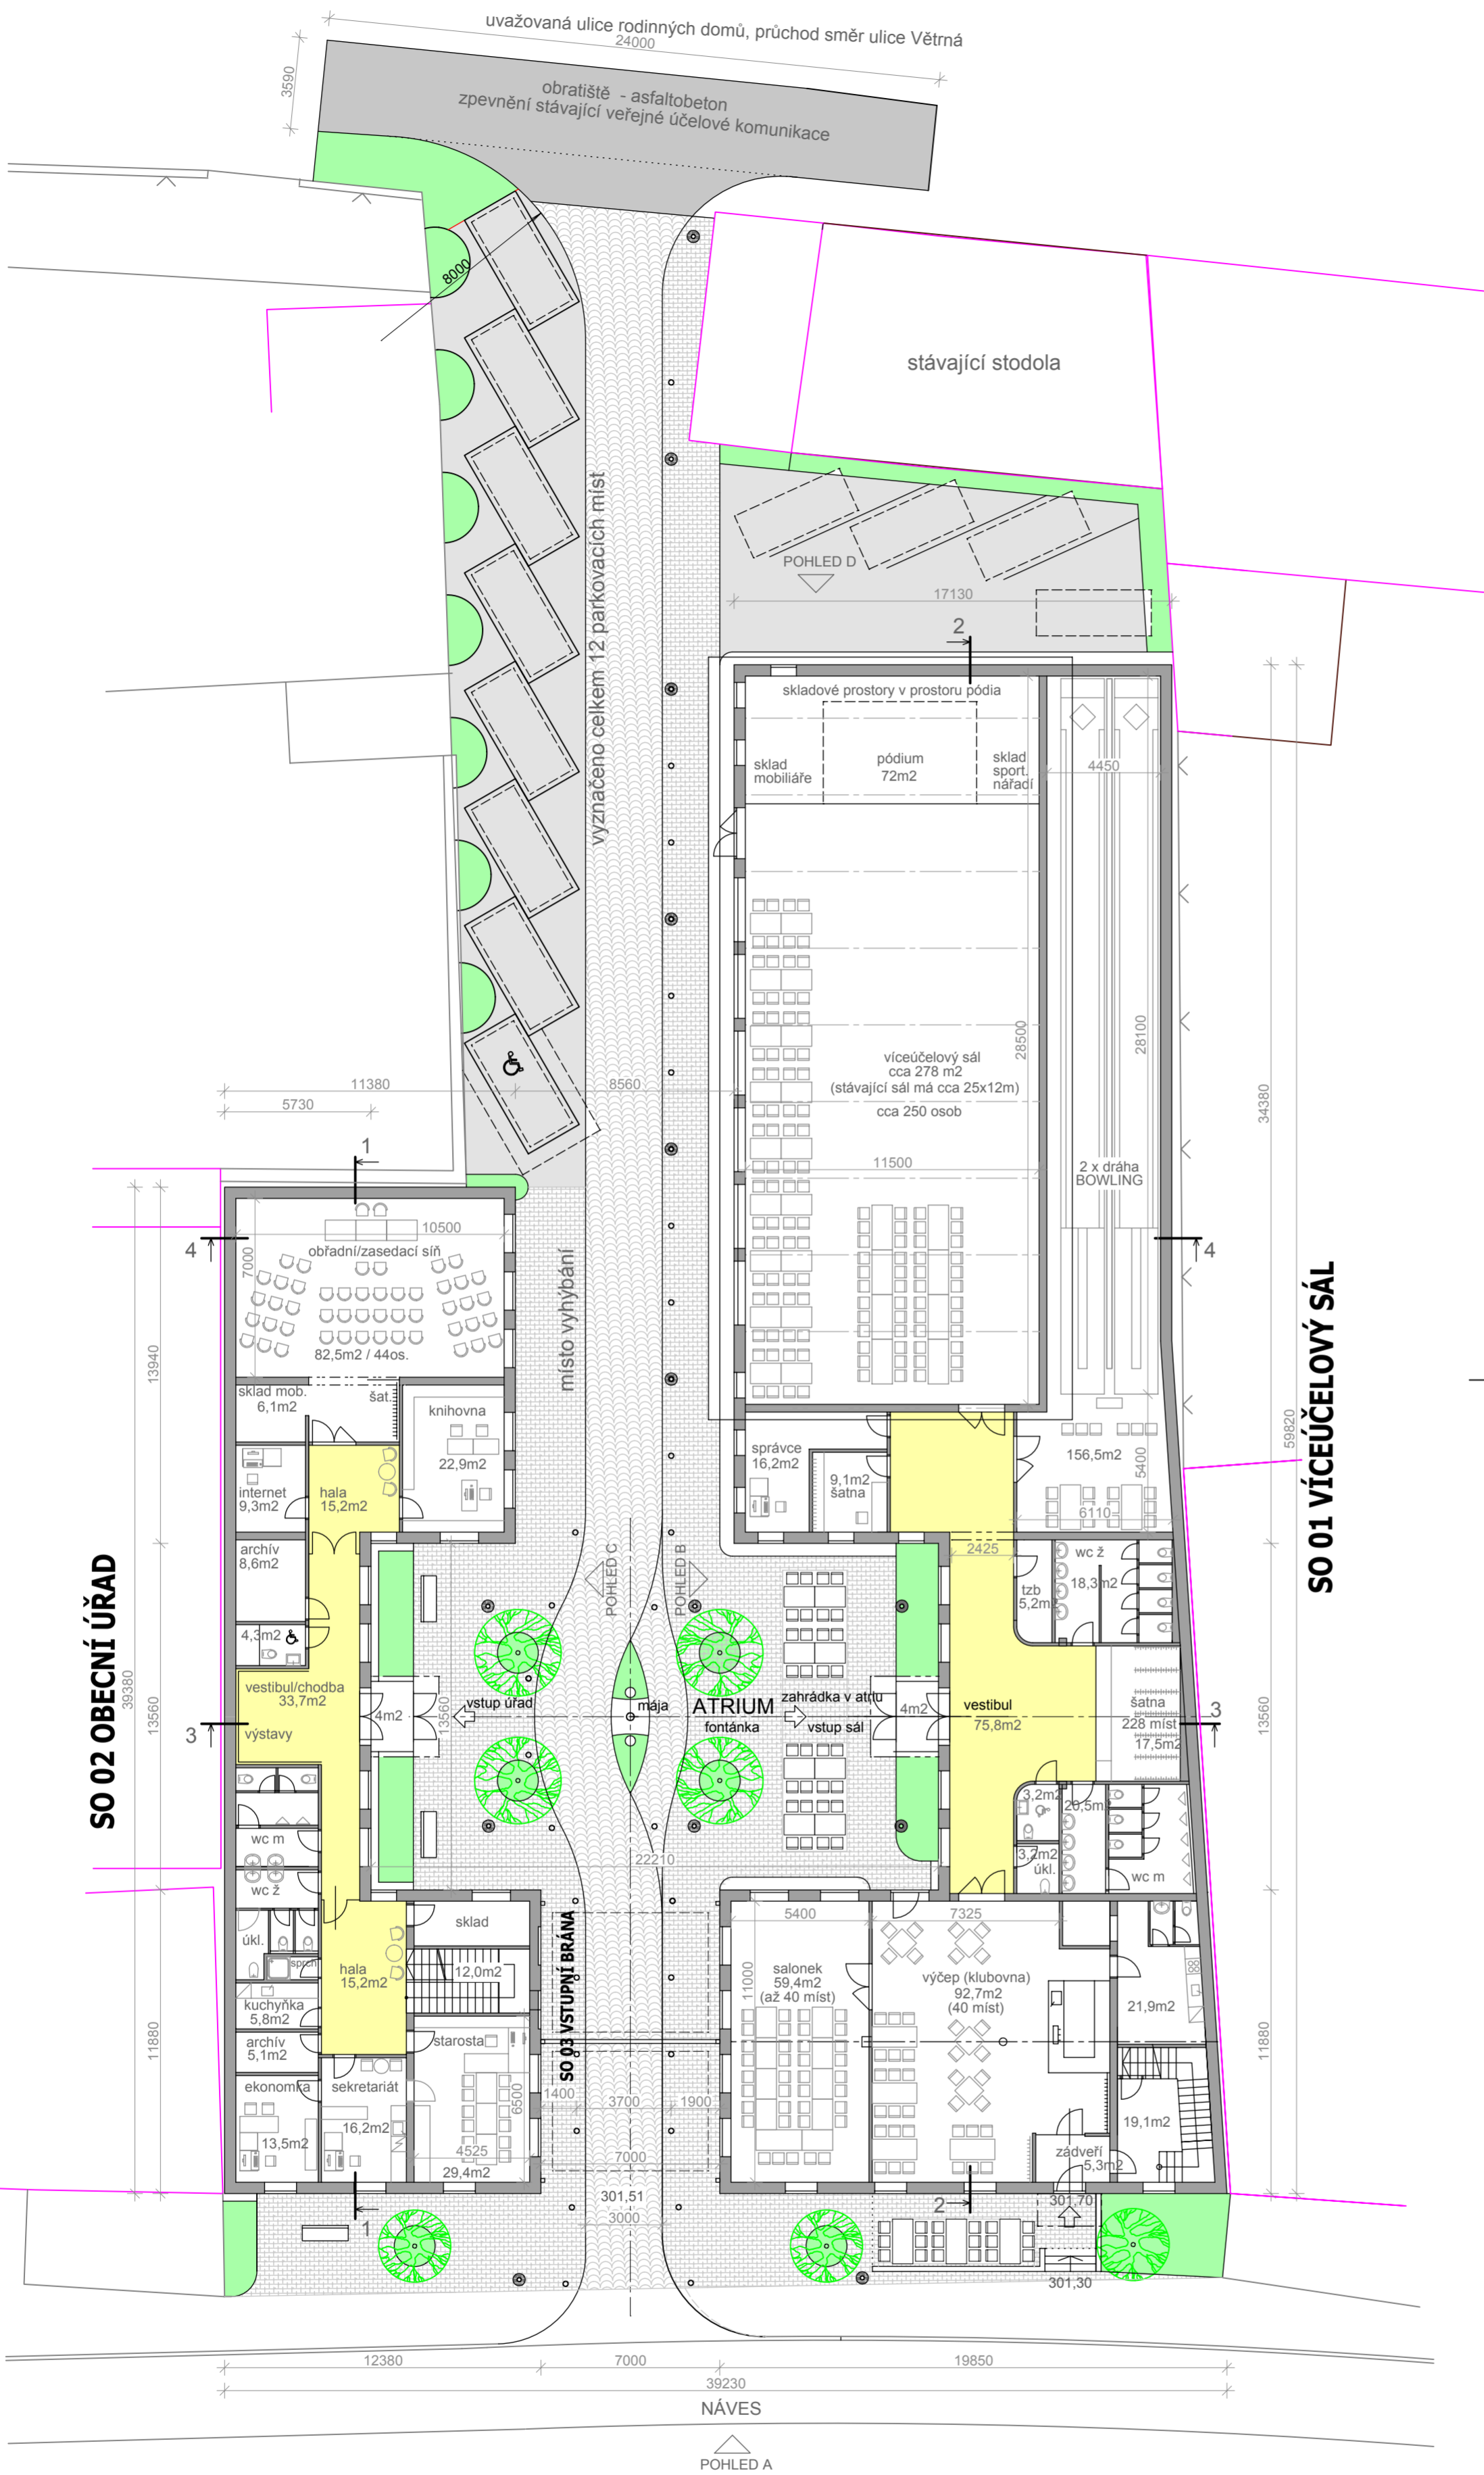 uvažovaná ulice rodinných domů, průchod směr ulice Větrná
24000
3590
obratiště - asfaltobeton
zpevnění stávající veřejné účelové komunikace
8000
stávající stodola
vyznačeno celkem 12 parkovacích míst
POHLED D
17130
2
skladové prostory v prostoru pódia
sklad
mobiliáře
pódium
72m2
sklad
sport.
nářadí
4450
28500
28100
víceúčelový sál
cca 278 m2
(stávající sál má cca 25x12m)
cca 250 osob
11500
2 x dráha
BOWLING
34380
59820
11380
8560
5730
1
4
4
10500
7000
obřadní/zasedací síň
82,5m2 / 44os.
místo vyhýbání
13940
SO 01 VÍCEÚČELOVÝ SÁL
sklad mob.
6,1m2
šat.
knihovna
22,9m2
internet
9,3m2
hala
15,2m2
správce
16,2m2
9,1m2
šatna
156,5m2
5400
6110
archív
8,6m2
2425
wc ž
18,3m2
tzb
5,2m2
POHLED C
POHLED B
4,3m2
SO 02 OBECNÍ ÚŘAD
39380
13560
vestibul/chodba
33,7m2
výstavy
3
4m2
13560
vstup úřad
mája
ATRIUM
fontánka
zahrádka v atriu
vstup sál
4m2
vestibul
75,8m2
šatna
228 míst
17,5m2
3
13560
3,2m2
20,5m2
3,2m2
úkl.
wc m
wc m
wc ž
22210
úkl.
sprch
sklad
hala
15,2m2
12,0m2
SO 03 VSTUPNÍ BRÁNA
5400
7325
11000
salonek
59,4m2
(až 40 míst)
výčep (klubovna)
92,7m2
(40 míst)
21,9m2
kuchyňka
5,8m2
archív
5,1m2
starosta
11880
11880
ekonomka
13,5m2
sekretariát
16,2m2
6500
4525
29,4m2
1400
3700
1900
7000
19,1m2
zádveří
5,3m2
301,51
3000
1
2
301,70
301,30
12380
7000
19850
39230
NÁVES
POHLED A